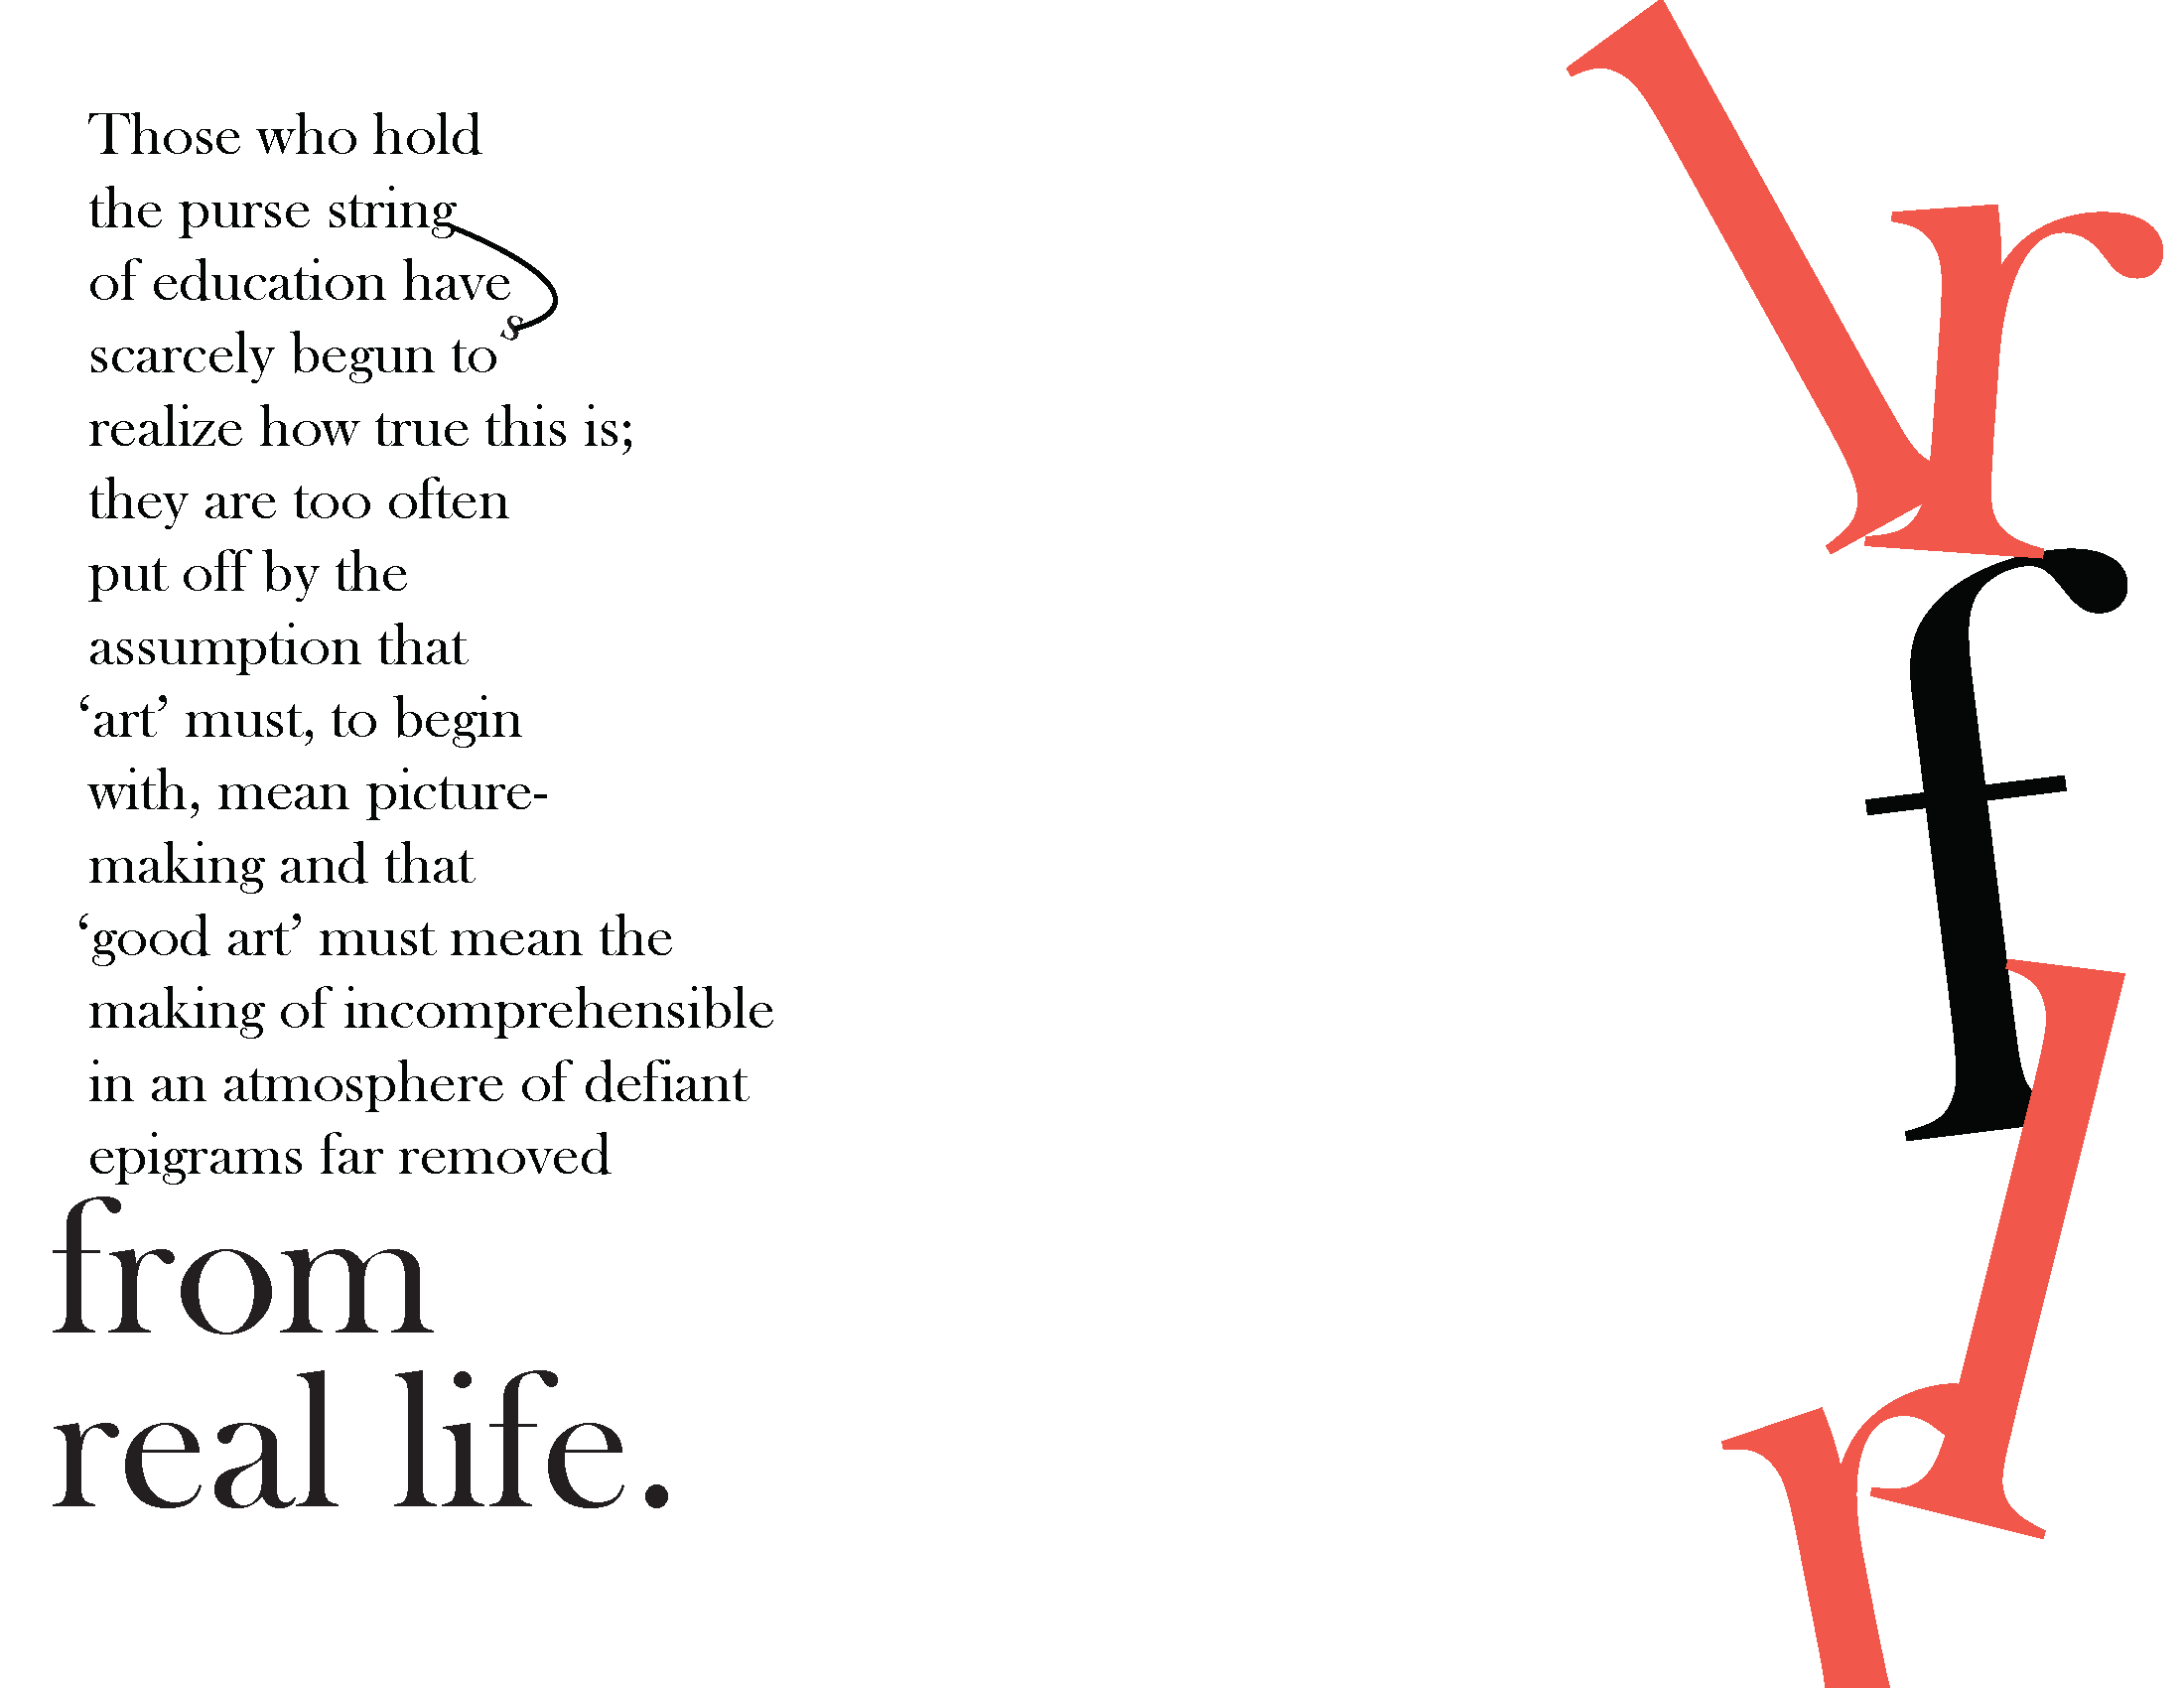 Those who hold
the purse strings
of education have
scarcely begun to
realize how true this is;
they are too often
put off by the
assumption that
‘art’ must, to begin
with, mean picture-
making and that
‘good art’ must mean the
making of incomprehensible
in an atmosphere of defiant
epigrams far removed
from
real life.
l
r
f
l
r